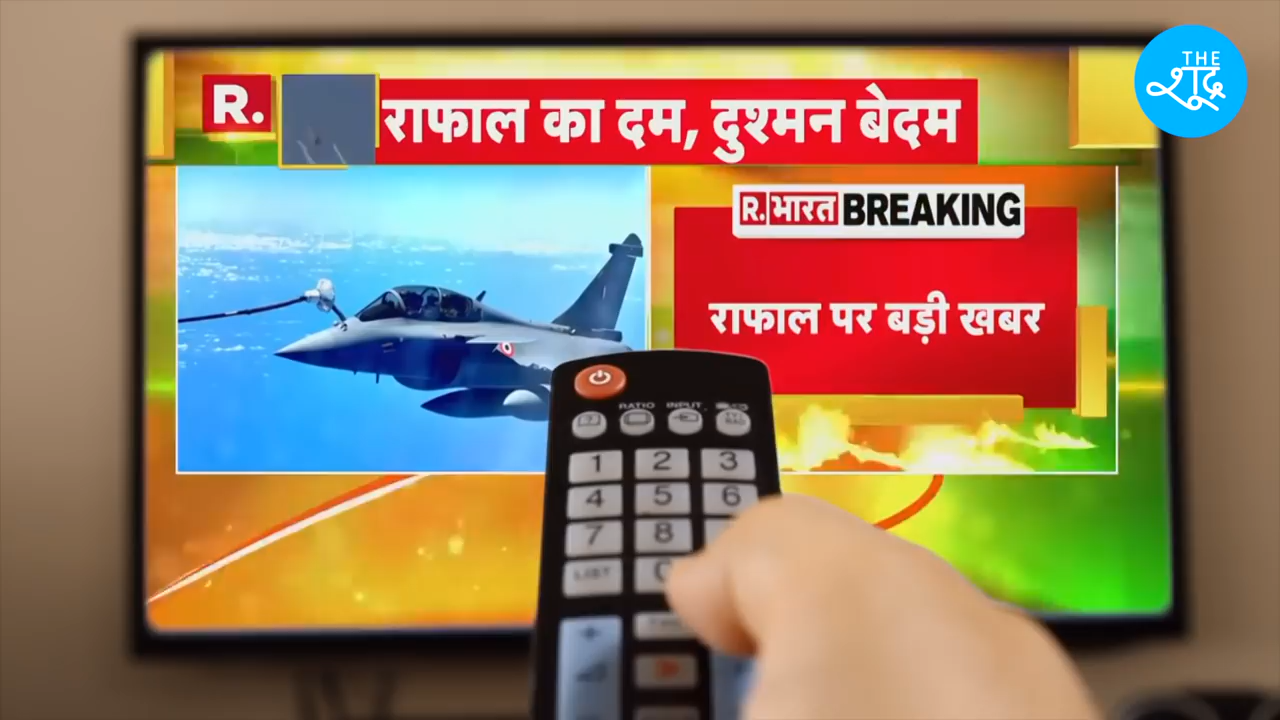 THE
शूद्र
R.
राफाल का दम, दुश्मन बेदम
R. भारत BREAKING
राफाल पर बड़ी खबर
RATIO INPUT
?
1 2 3
4 5 6
7 8
LIST
+